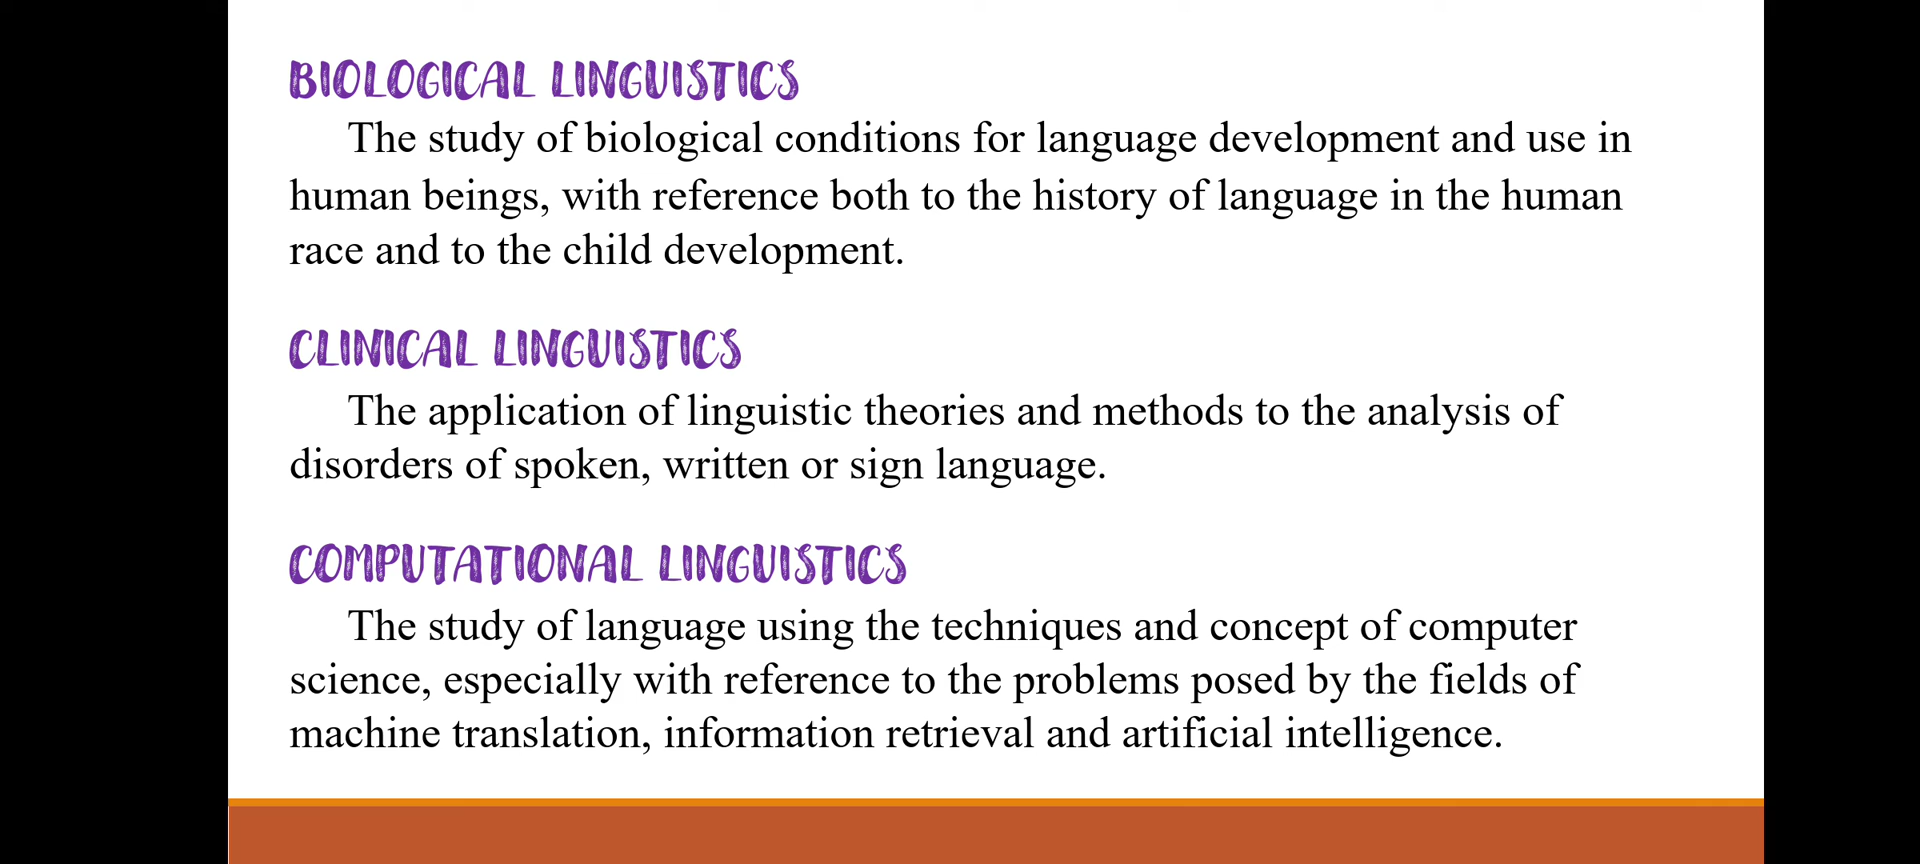 BIOLOGICAL LINGUISTICS
The study of biological conditions for language development and use in
human beings, with reference both to the history of language in the human
race and to the child development.
CLINICAL LINGUISTICS
The application of linguistic theories and methods to the analysis of
disorders of spoken, written or sign language.
COMPUTATIONAL LINGUISTICS
The study of language using the techniques and concept of computer
science, especially with reference to the problems posed by the fields of
machine translation, information retrieval and artificial intelligence.